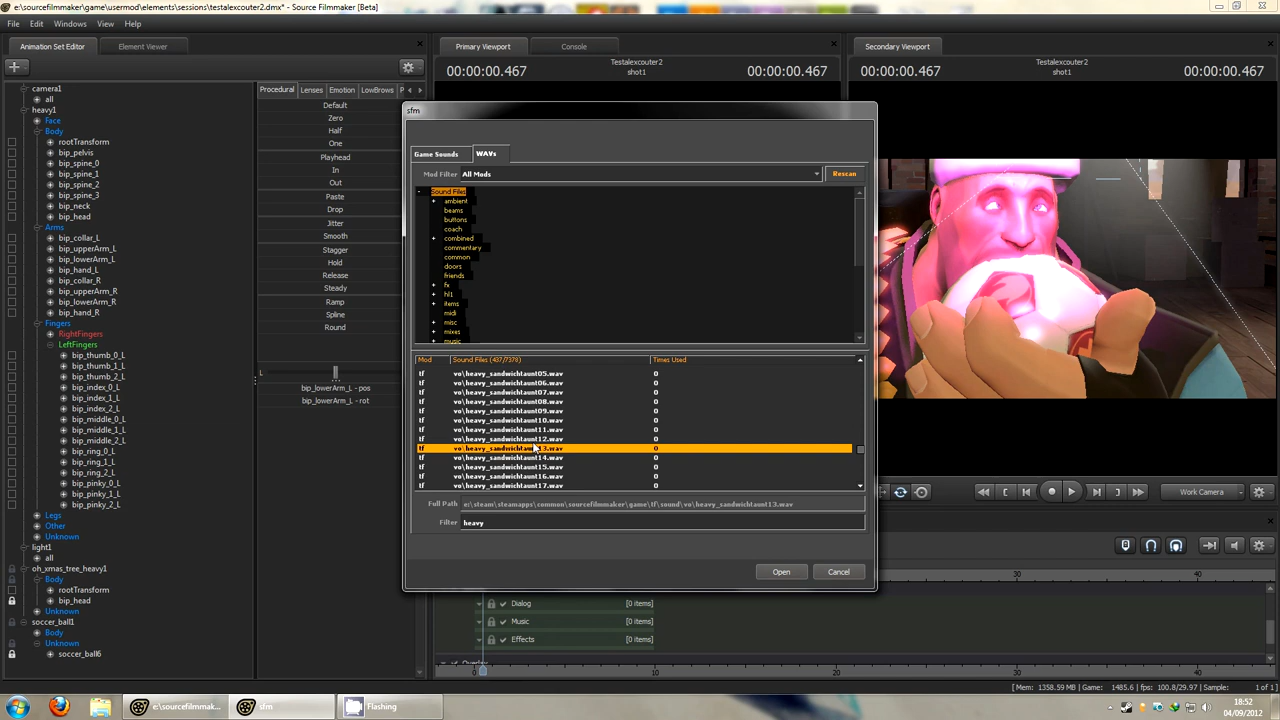 e:\sourcefilmmaker\game\usermod\elements\sessions\testalexcouter2.dmx* - Source Filmmaker [Beta]
File Edit Windows View Help
Animation Set Editor Element Viewer
Primary Viewport Console
Secondary Viewport
00:00:00.467 Testalexcouter2 00:00:00.467
shot1
00:00:00.467 Testalexcouter2 00:00:00.467
shot1
camera1
all
heavy1
Face
Body
rootTransform
bip_pelvis
bip_spine_0
bip_spine_1
bip_spine_2
bip_spine_3
bip_neck
bip_head
Arms
bip_collar_L
bip_upperArm_L
bip_lowerArm_L
bip_hand_L
bip_collar_R
bip_upperArm_R
bip_lowerArm_R
bip_hand_R
Fingers
RightFingers
LeftFingers
bip_thumb_0_L
bip_thumb_1_L
bip_thumb_2_L
bip_index_0_L
bip_index_1_L
bip_index_2_L
bip_middle_0_L
bip_middle_1_L
bip_middle_2_L
bip_ring_0_L
bip_ring_1_L
bip_ring_2_L
bip_pinky_0_L
bip_pinky_1_L
bip_pinky_2_L
Legs
Other
Unknown
light1
all
oh_xmas_tree_heavy1
Body
rootTransform
bip_head
Unknown
soccer_ball1
Body
Unknown
soccer_ball6
Procedural Lenses Emotion LowBrows P
Default
Zero
Half
One
Playhead
In
Out
Paste
Drop
Jitter
Smooth
Stagger
Hold
Release
Steady
Ramp
Spline
Round
L
bip_lowerArm_L - pos
bip_lowerArm_L - rot
sfm
Game Sounds WAVs
Mod Filter All Mods Rescan
Sound Files
ambient
beams
buttons
coach
combined
commentary
common
doors
friends
fx
hl1
items
midi
misc
mixes
music
Mod Sound Files (437/7378) Times Used
tf vo\heavy_sandwichtaunt05.wav 0
tf vo\heavy_sandwichtaunt06.wav 0
tf vo\heavy_sandwichtaunt07.wav 0
tf vo\heavy_sandwichtaunt08.wav 0
tf vo\heavy_sandwichtaunt09.wav 0
tf vo\heavy_sandwichtaunt10.wav 0
tf vo\heavy_sandwichtaunt11.wav 0
tf vo\heavy_sandwichtaunt12.wav 0
tf vo\heavy_sandwichtaunt13.wav 0
tf vo\heavy_sandwichtaunt14.wav 0
tf vo\heavy_sandwichtaunt15.wav 0
tf vo\heavy_sandwichtaunt16.wav 0
tf vo\heavy_sandwichtaunt17.wav 0
Full Path e:\steam\steamapps\common\sourcefilmmaker\game\tf\sound\vo\heavy_sandwichtaunt13.wav
Filter heavy
Open Cancel
Work Camera
30 40
Dialog [0 items]
Music [0 items]
Effects [0 items]
Overlay
0 10 20 30 40
[ Mem: 1358.59 MB] [ Game: 1485.6] [ fps: 100.8/29.97] [ Sample: 1 of 1]
e:\sourcefilmmak... sfm Flashing
18:52
04/09/2012